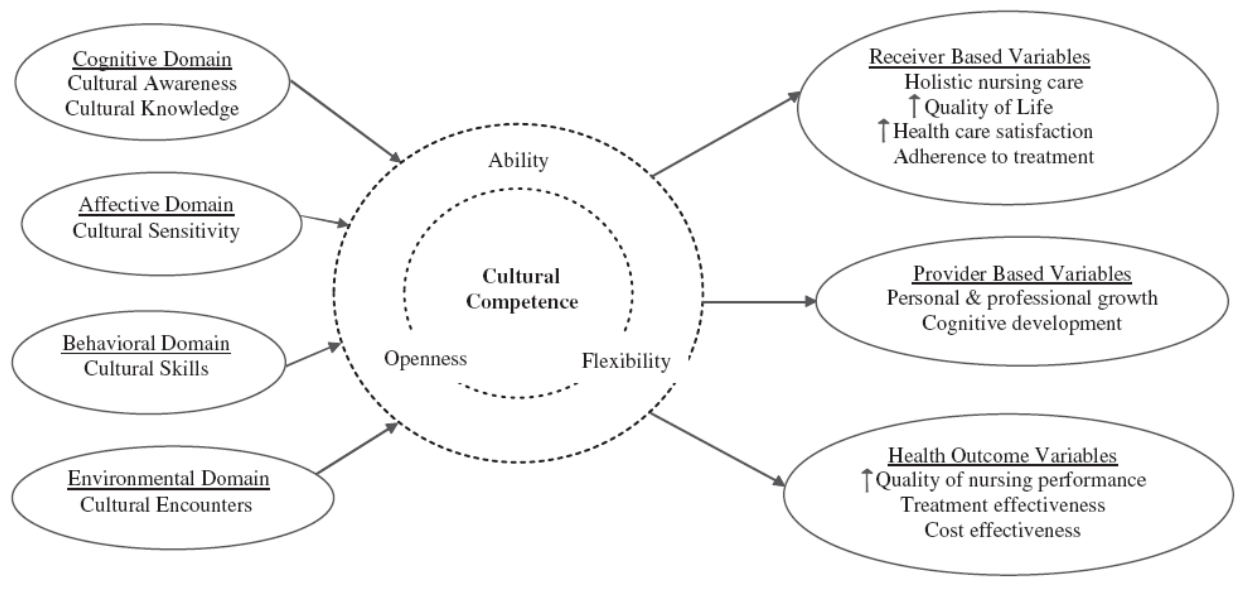 Cognitive Domain
Cultural Awareness
Cultural Knowledge
Affective Domain
Cultural Sensitivity
Behavioral Domain
Cultural Skills
Environmental Domain
Cultural Encounters
Ability
Cultural
Competence
Openness
Flexibility
Receiver Based Variables
Holistic nursing care
↑Quality of Life
↑Health care satisfaction
Adherence to treatment
Provider Based Variables
Personal & professional growth
Cognitive development
Health Outcome Variables
↑Quality of nursing performance
Treatment effectiveness
Cost effectiveness